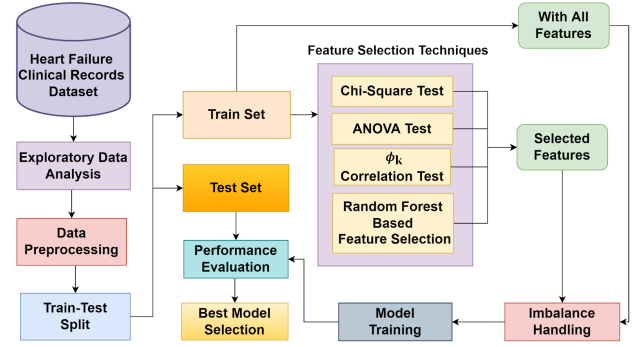 Heart Failure
Clinical Records
Dataset
Exploratory Data
Analysis
Data
Preprocessing
Train-Test
Split
Train Set
Test Set
Performance
Evaluation
Best Model
Selection
Feature Selection Techniques
Chi-Square Test
ANOVA Test
ϕk
Correlation Test
Random Forest
Based
Feature Selection
With All
Features
Selected
Features
Model
Training
Imbalance
Handling